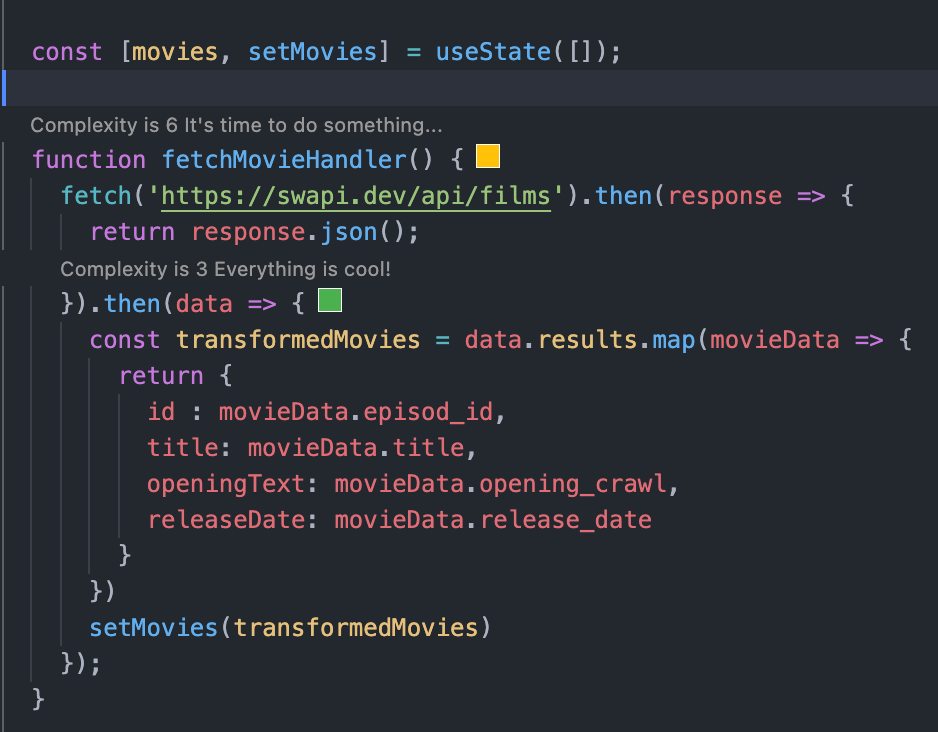 const [movies, setMovies] = useState([]);
Complexity is 6 It's time to do something...
function fetchMovieHandler() {
fetch('https://swapi.dev/api/films').then(response => {
return response.json();
Complexity is 3 Everything is cool!
}).then(data => {
const transformedMovies = data.results.map(movieData => {
return {
id : movieData.episod_id,
title: movieData.title,
openingText: movieData.opening_crawl,
releaseDate: movieData.release_date
}
})
setMovies(transformedMovies)
});
}